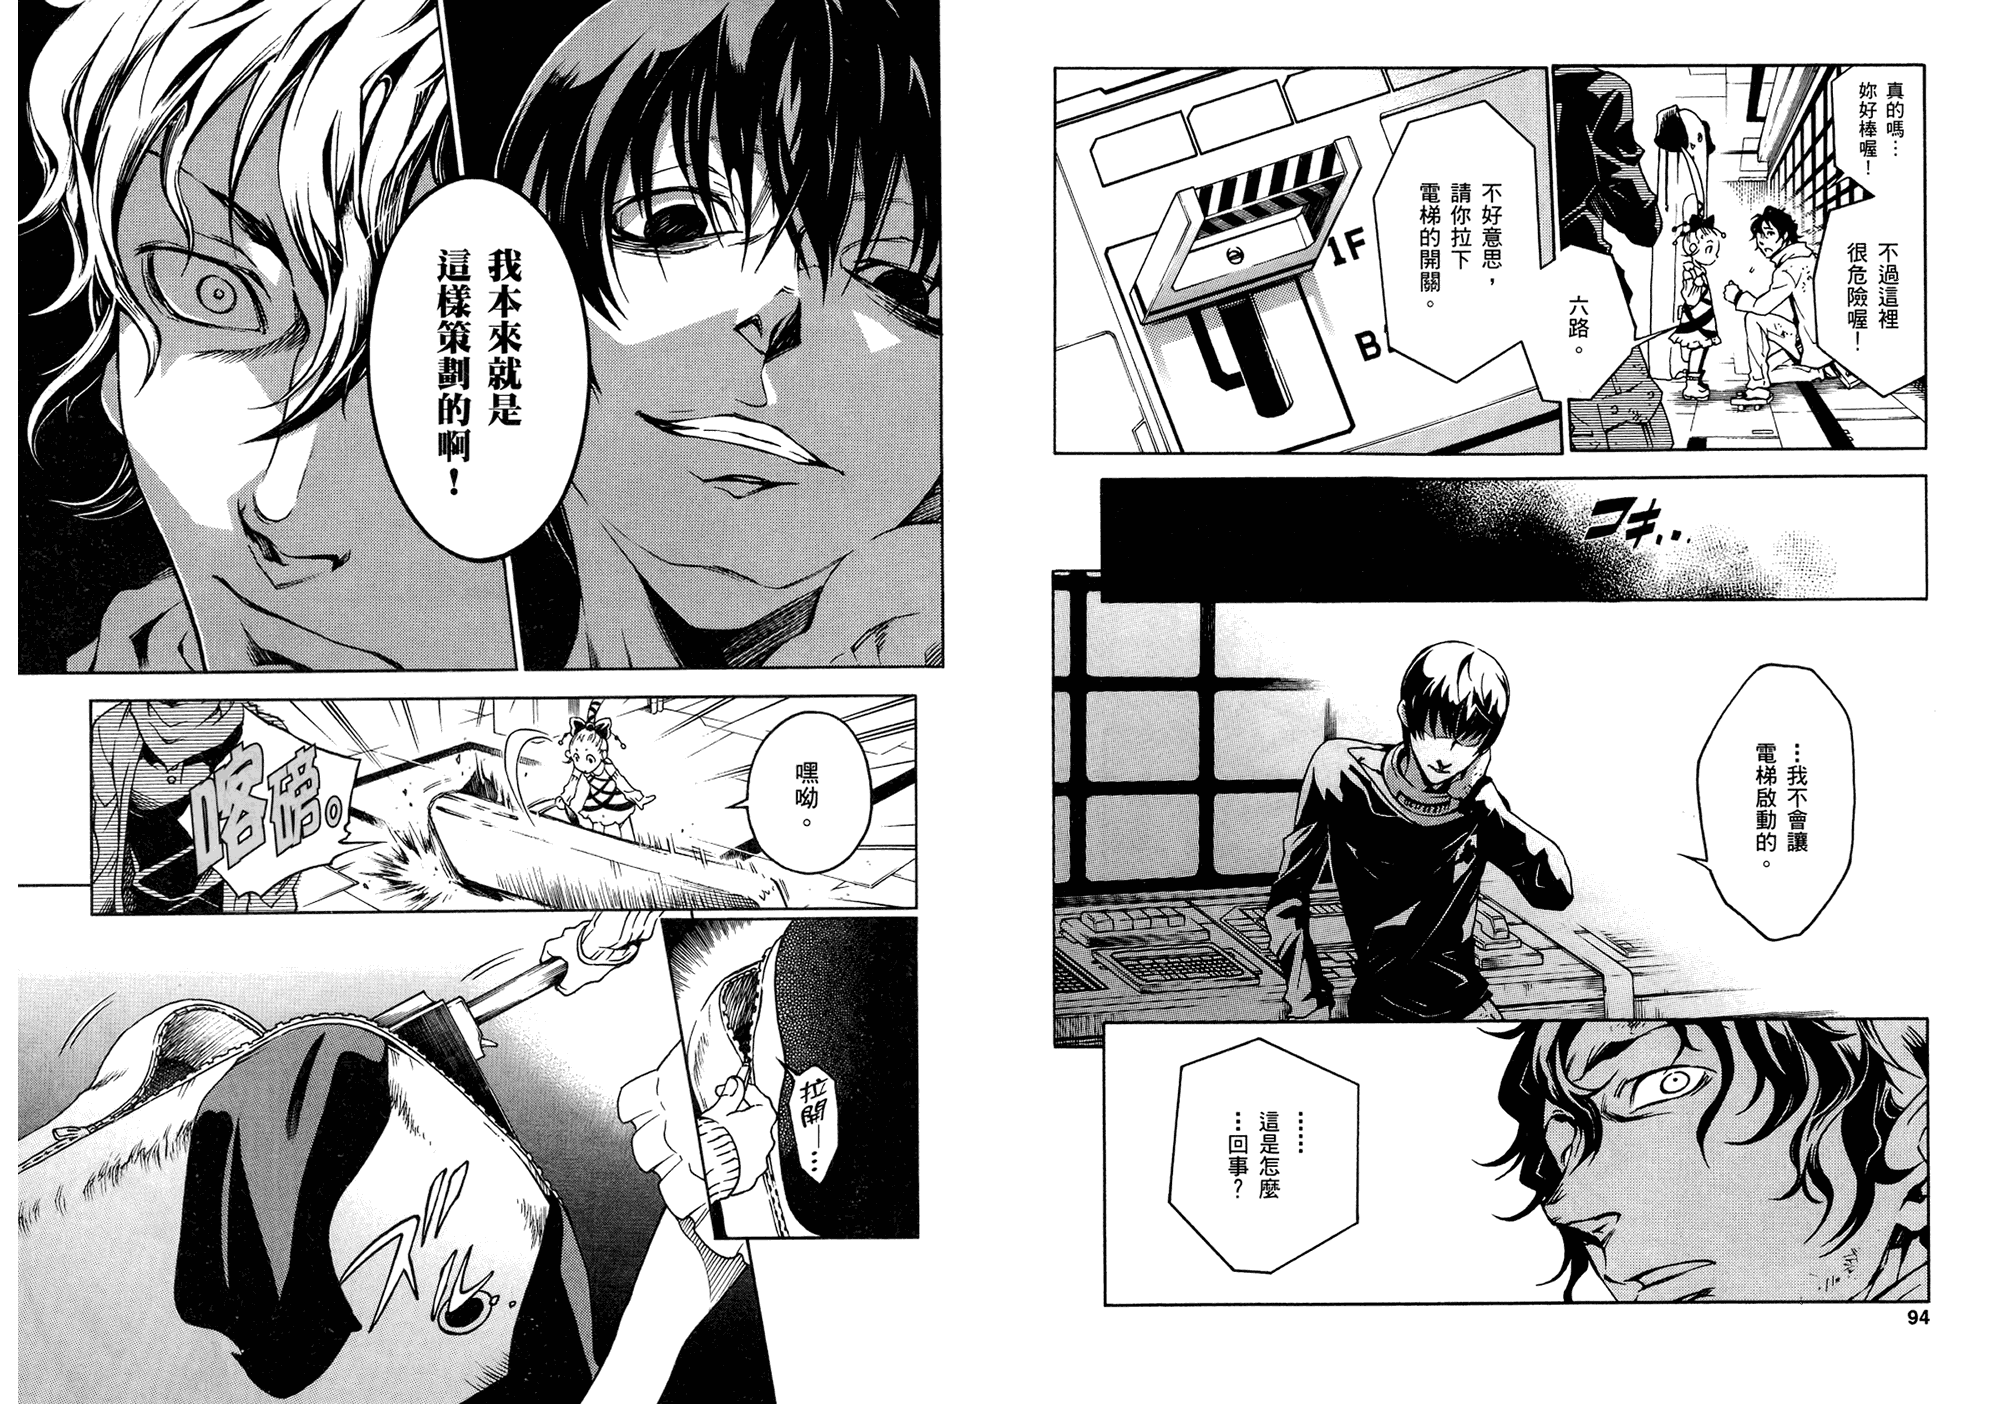 真的嗎…
妳好棒喔！
不過這裡
很危險喔！
六路。
不好意思，
請你拉下
電梯的開關。
1F
B
コキ…
…我不會讓
電梯啟動的。
……
這是怎麼
…回事？
94
我本來就是
這樣策劃的啊！
嘿呦。
喀磅。
拉開—…
ズル…